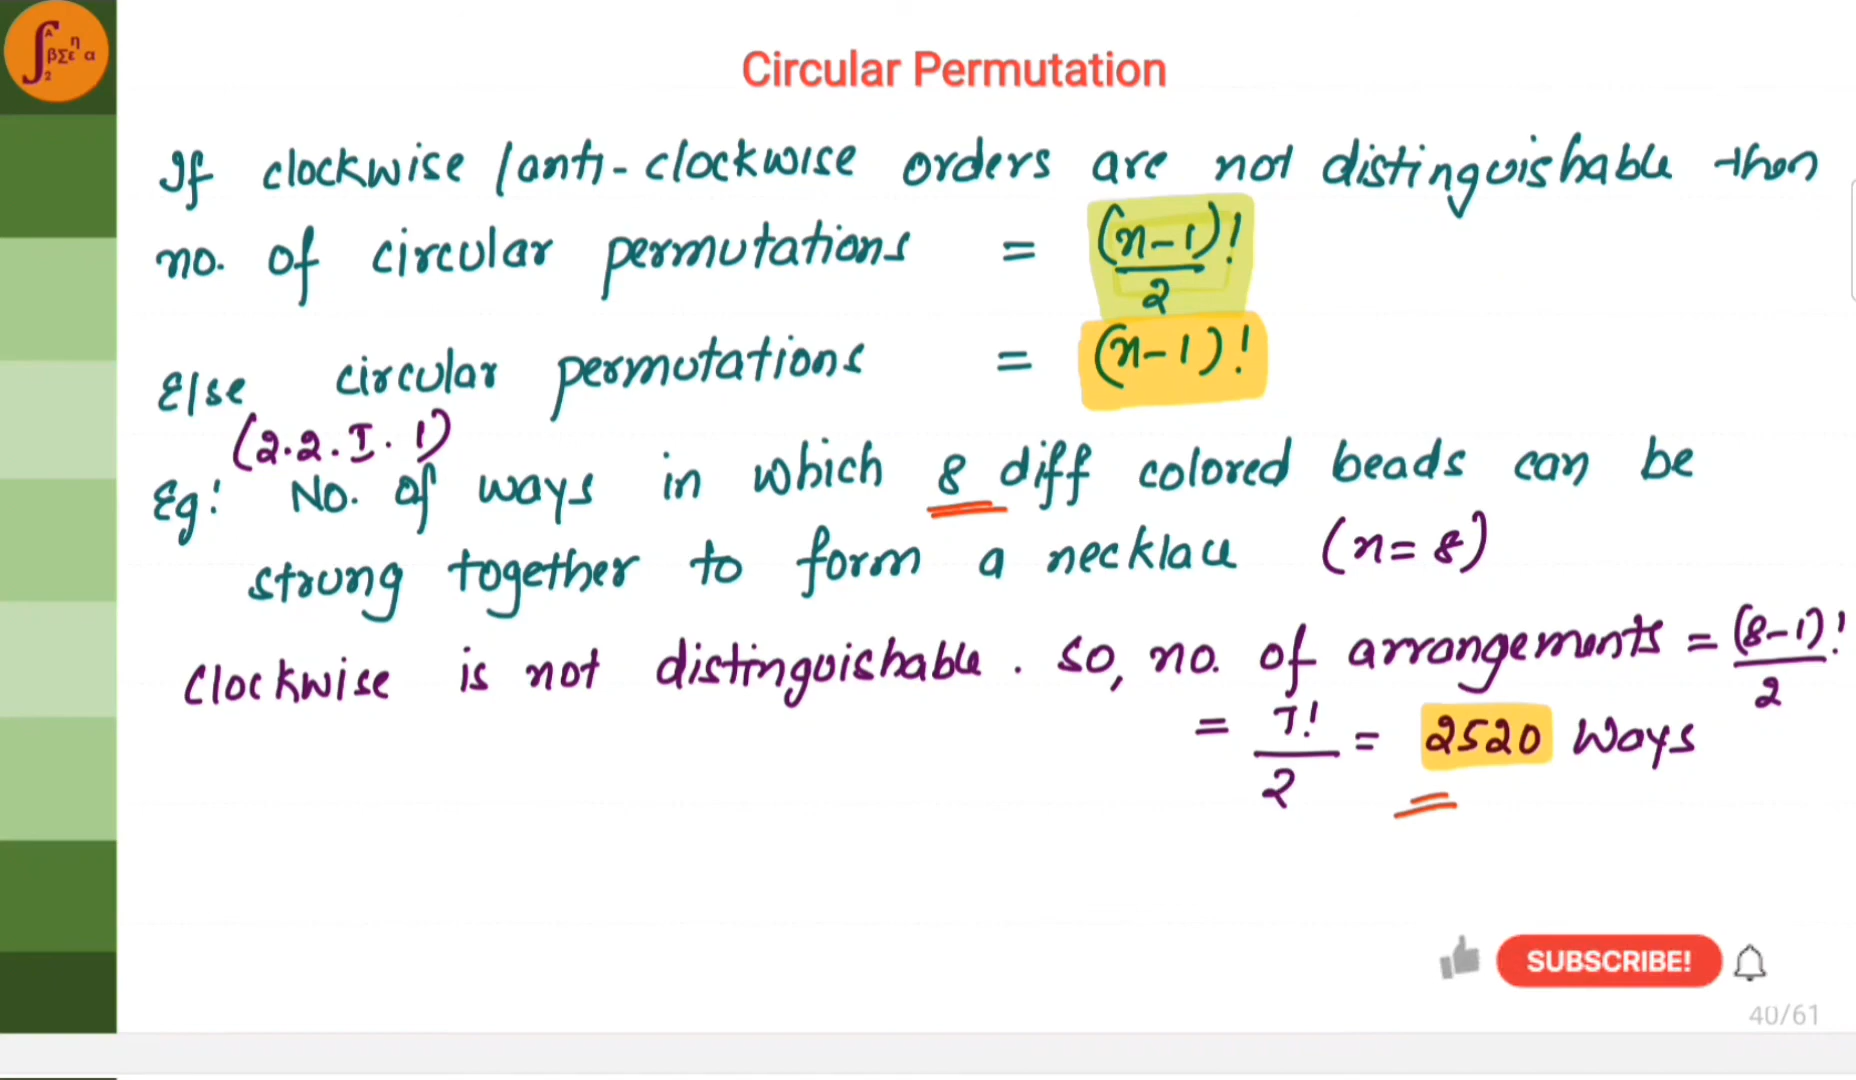 Circular Permutation
If clockwise / anti-clockwise orders are not distinguishable then
no. of circular permutations = (n-1)!/2
Else circular permutations = (n-1)!
(2.2.I.1)
Eg: No. of ways in which 8 diff colored beads can be
strung together to form a necklace (n=8)
Clockwise is not distinguishable. So, no. of arrangements = (8-1)!/2
= 7!/2 = 2520 Ways
SUBSCRIBE!
40/61